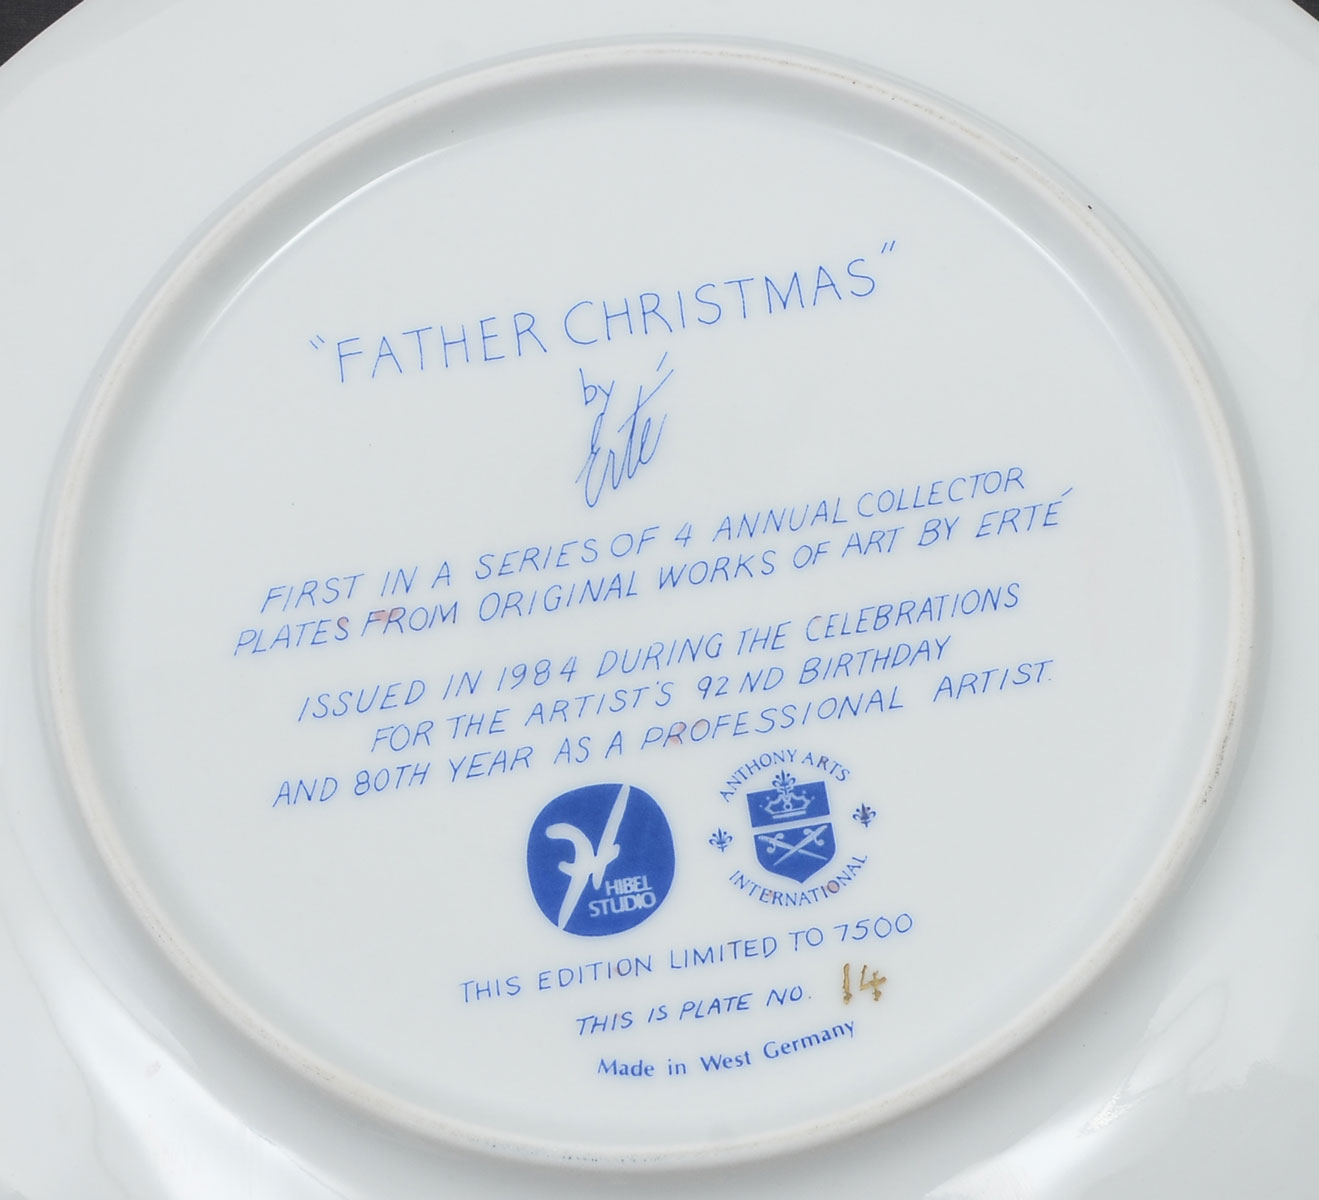 "FATHER CHRISTMAS"
by
Erté
FIRST IN A SERIES OF 4 ANNUAL COLLECTOR
PLATES FROM ORIGINAL WORKS OF ART BY ERTÉ
ISSUED IN 1984 DURING THE CELEBRATIONS
FOR THE ARTIST'S 92ND BIRTHDAY
AND 80TH YEAR AS A PROFESSIONAL ARTIST.
HIBEL
STUDIO
ANTHONY ARTS
INTERNATIONAL
THIS EDITION LIMITED TO 7500
THIS IS PLATE NO. 14
Made in West Germany